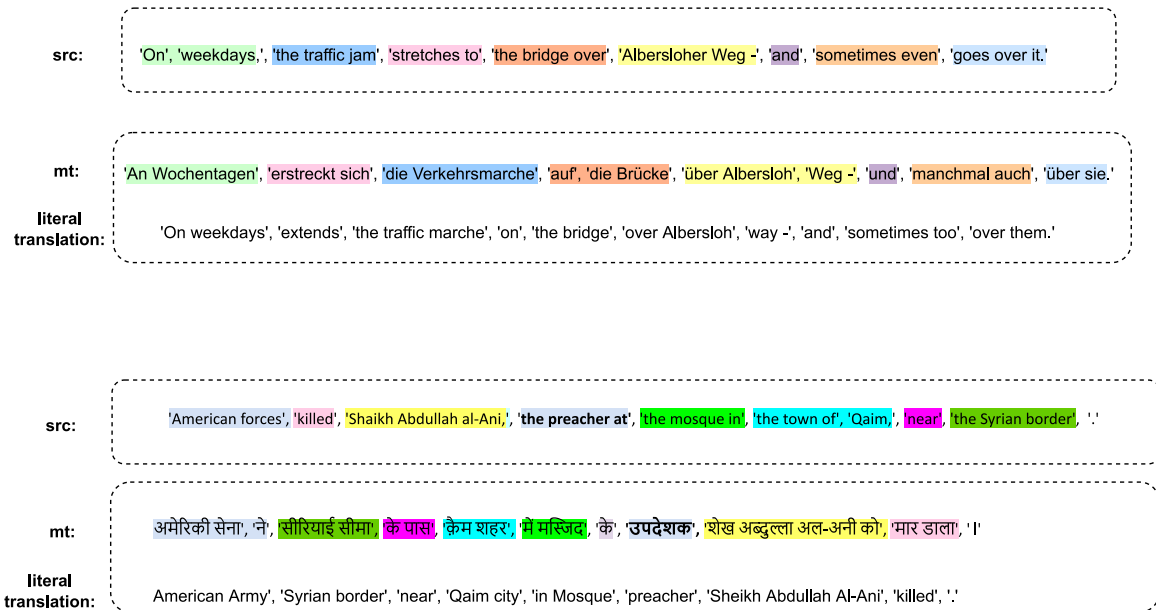 src: 'On', 'weekdays,', 'the traffic jam', 'stretches to', 'the bridge over', 'Albersloher Weg -', 'and', 'sometimes even', 'goes over it.'
mt: 'An Wochentagen', 'erstreckt sich', 'die Verkehrsmarche', 'auf', 'die Brücke', 'über Albersloh', 'Weg -', 'und', 'manchmal auch', 'über sie.'
literal
translation: 'On weekdays', 'extends', 'the traffic marche', 'on', 'the bridge', 'over Albersloh', 'way -', 'and', 'sometimes too', 'over them.'
src: 'American forces', 'killed', 'Shaikh Abdullah al-Ani,', 'the preacher at', 'the mosque in', 'the town of', 'Qaim,', 'near', 'the Syrian border', '.'
mt: अमेरिकी सेना', 'ने', 'सीरियाई सीमा', 'के पास', 'क़ैम शहर', 'में मस्जिद', 'के', 'उपदेशक', 'शेख अब्दुल्ला अल-अनी को', 'मार डाला', '।'
literal
translation: American Army', 'Syrian border', 'near', 'Qaim city', 'in Mosque', 'preacher', 'Sheikh Abdullah Al-Ani', 'killed', '.'